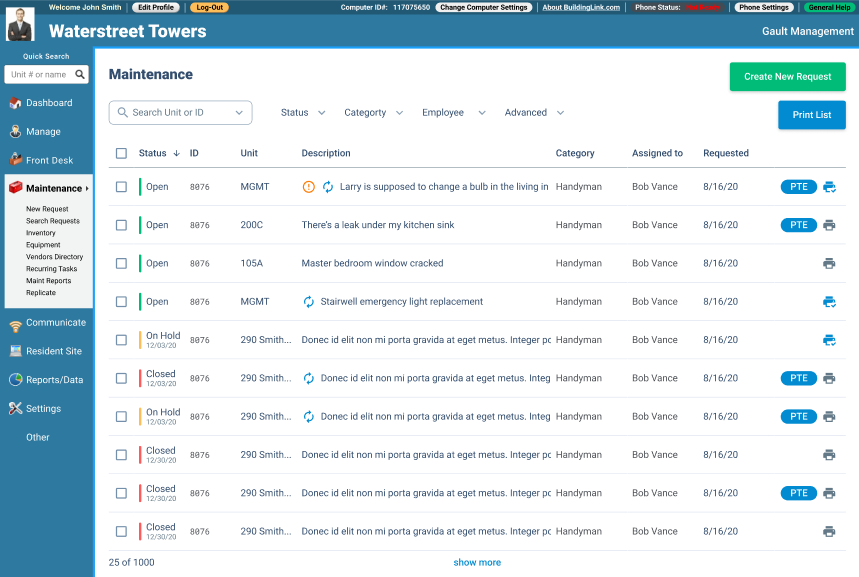 Welcome John Smith Edit Profile Log-Out Computer ID#: 117075650 Change Computer Settings About BuildingLink.com Phone Status: Phone Settings General Help
Waterstreet Towers
Gault Management
Quick Search
Unit # or name
Dashboard
Manage
Front Desk
Maintenance
New Request
Search Requests
Inventory
Equipment
Vendors Directory
Recurring Tasks
Maint Reports
Replicate
Communicate
Resident Site
Reports/Data
Settings
Other
Maintenance
Create New Request
Search Unit or ID Status Categorty Employee Advanced
Print List
Status ID Unit Description Category Assigned to Requested
Open 8076 MGMT Larry is supposed to change a bulb in the living in Handyman Bob Vance 8/16/20 PTE
Open 8076 200C There's a leak under my kitchen sink Handyman Bob Vance 8/16/20 PTE
Open 8076 105A Master bedroom window cracked Handyman Bob Vance 8/16/20
Open 8076 MGMT Stairwell emergency light replacement Handyman Bob Vance 8/16/20
On Hold 12/03/20 8076 290 Smith... Donec id elit non mi porta gravida at eget metus. Integer pc Handyman Bob Vance 8/16/20
Closed 12/03/20 8076 290 Smith... Donec id elit non mi porta gravida at eget metus. Integ Handyman Bob Vance 8/16/20 PTE
On Hold 12/03/20 8076 290 Smith... Donec id elit non mi porta gravida at eget metus. Integ Handyman Bob Vance 8/16/20 PTE
Closed 12/30/20 8076 290 Smith... Donec id elit non mi porta gravida at eget metus. Integer pc Handyman Bob Vance 8/16/20
Closed 12/30/20 8076 290 Smith... Donec id elit non mi porta gravida at eget metus. Integer pc Handyman Bob Vance 8/16/20 PTE
Closed 12/30/20 8076 290 Smith... Donec id elit non mi porta gravida at eget metus. Integer pc Handyman Bob Vance 8/16/20
25 of 1000
show more